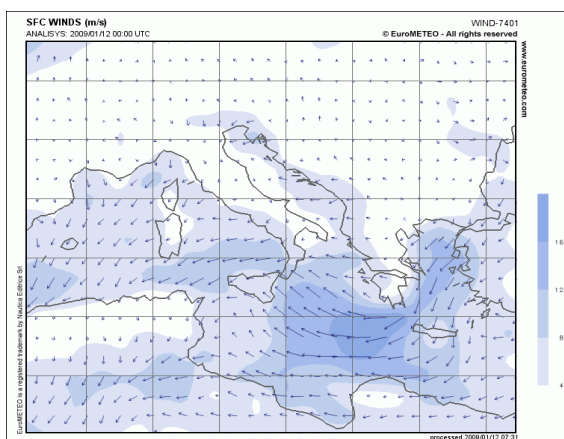 SFC WINDS (m/s)
WIND-7401
ANALISYS: 2009/01/12 00:00 UTC
© EuroMETEO - All rights reserved
www.eurometeo.com
EuroMETEO is a registered trademark by Nautica Editrice Srl
16
12
8
4
processed 2009/01/12 07:31